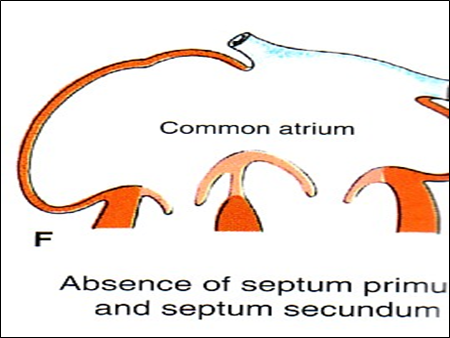 Common atrium
F
Absence of septum primu
and septum secundum